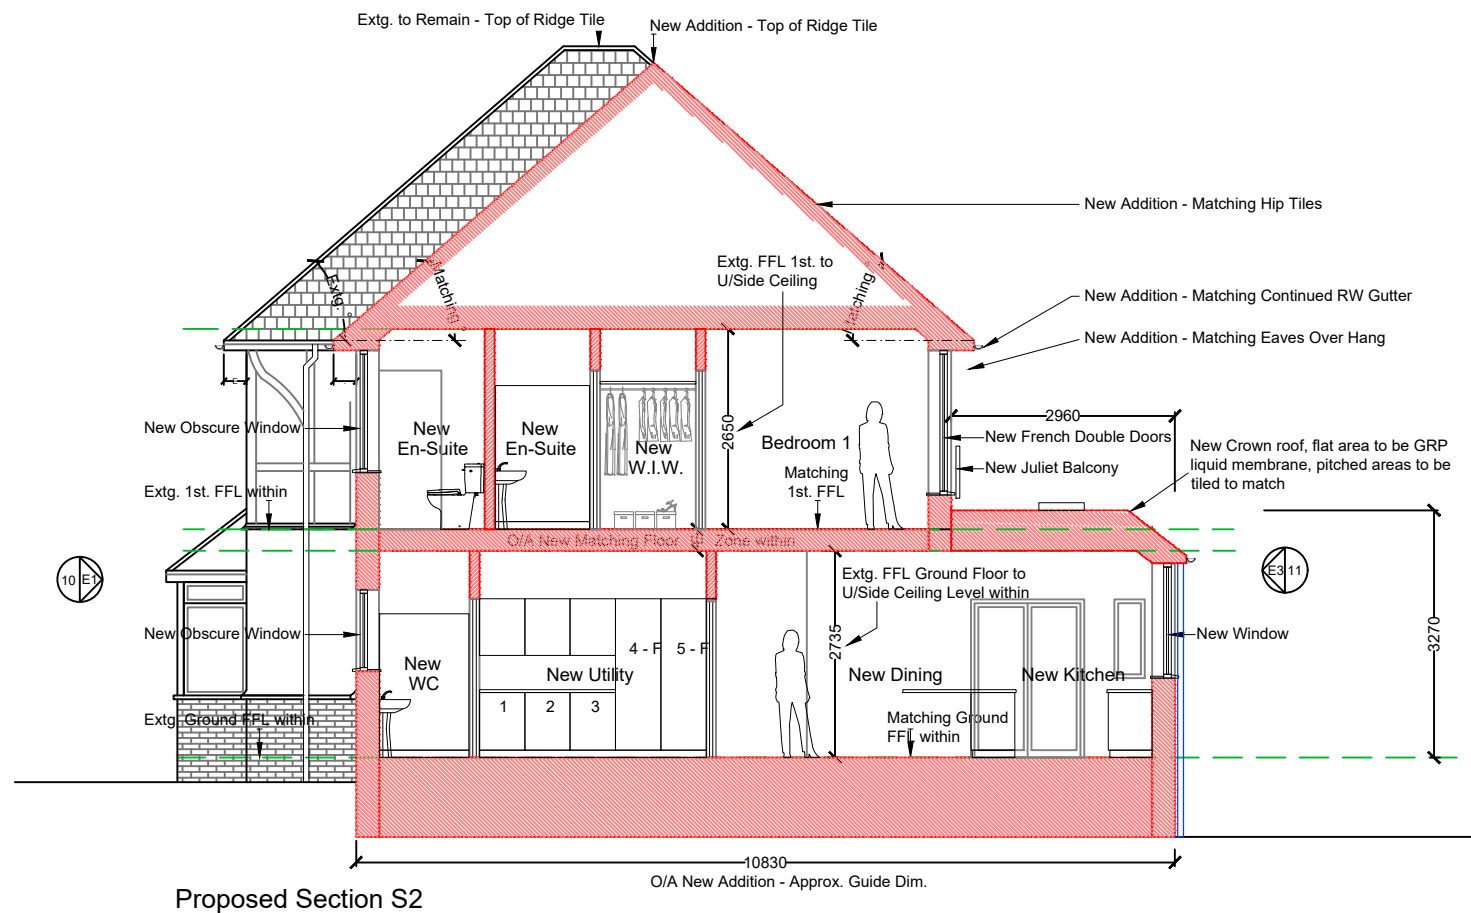 Extg. to Remain - Top of Ridge Tile
New Addition - Top of Ridge Tile
New Addition - Matching Hip Tiles
Extg. FFL 1st. to
U/Side Ceiling
Extg.
Matching
Matching
New Addition - Matching Continued RW Gutter
New Addition - Matching Eaves Over Hang
2960
New Obscure Window
New
En-Suite
New
En-Suite
New
W.I.W.
2650
Bedroom 1
New French Double Doors
New Juliet Balcony
New Crown roof, flat area to be GRP
liquid membrane, pitched areas to be
tiled to match
Matching
1st. FFL
Extg. 1st. FFL within
O/A New Matching Floor
Zone within
10 E1
E3 11
Extg. FFL Ground Floor to
U/Side Ceiling Level within
New Obscure Window
2735
New Window
3270
New
WC
New Utility
4 - F
5 - F
1
2
3
New Dining
New Kitchen
Extg. Ground FFL within
Matching Ground
FFL within
10830
O/A New Addition - Approx. Guide Dim.
Proposed Section S2